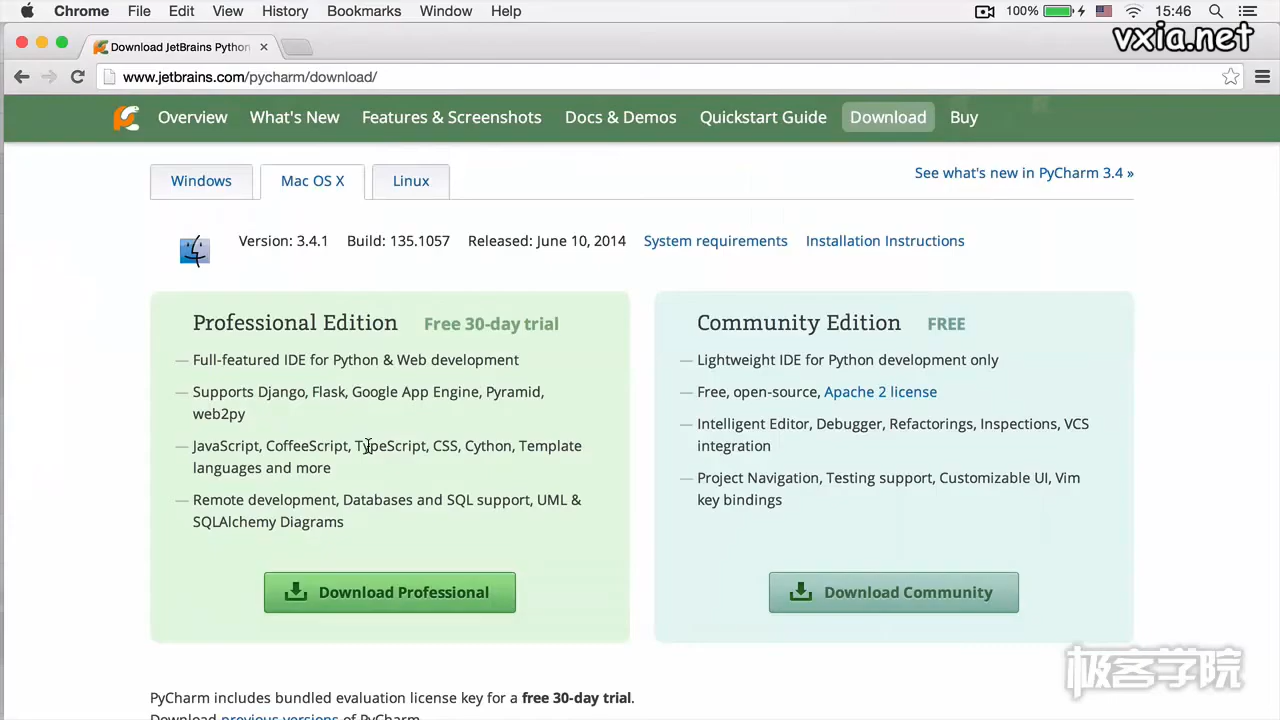 Chrome File Edit View History Bookmarks Window Help 100% 15:46
vxia.net
Download JetBrains Python
www.jetbrains.com/pycharm/download/
Overview What's New Features & Screenshots Docs & Demos Quickstart Guide Download Buy
Windows Mac OS X Linux See what's new in PyCharm 3.4 »
Version: 3.4.1 Build: 135.1057 Released: June 10, 2014 System requirements Installation Instructions
Professional Edition Free 30-day trial
— Full-featured IDE for Python & Web development
— Supports Django, Flask, Google App Engine, Pyramid,
web2py
— JavaScript, CoffeeScript, TypeScript, CSS, Cython, Template
languages and more
— Remote development, Databases and SQL support, UML &
SQLAlchemy Diagrams
Download Professional
Community Edition FREE
— Lightweight IDE for Python development only
— Free, open-source, Apache 2 license
— Intelligent Editor, Debugger, Refactorings, Inspections, VCS
integration
— Project Navigation, Testing support, Customizable UI, Vim
key bindings
Download Community
极客学院
PyCharm includes bundled evaluation license key for a free 30-day trial.
Download previous versions of PyCharm.